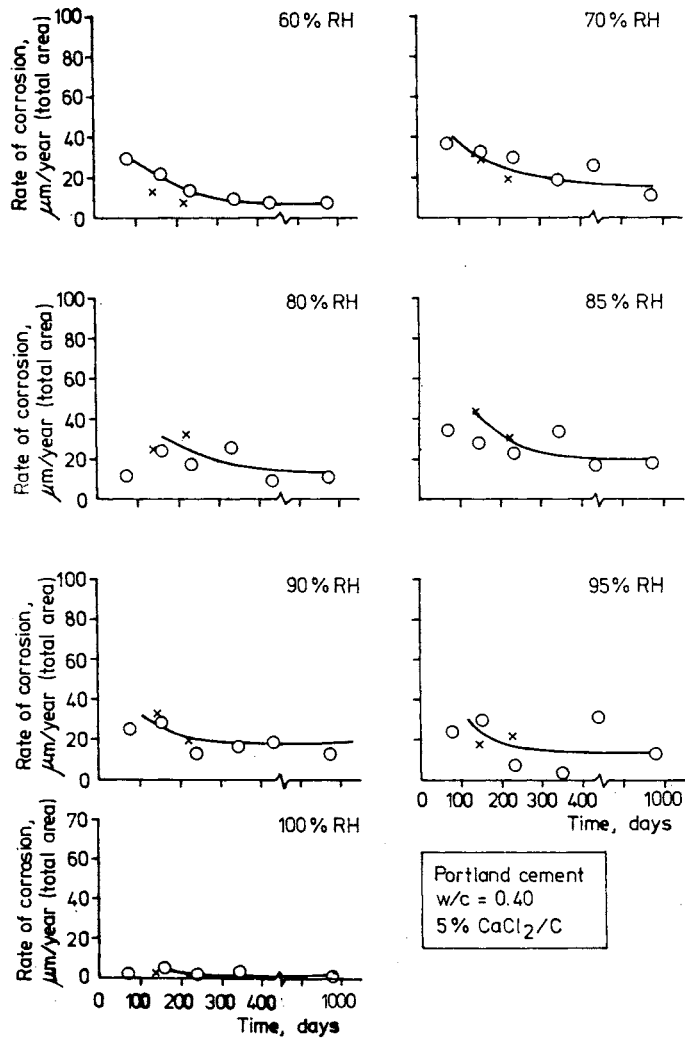 60 % RH
Rate of corrosion,
μm/year (total area)
100
80
60
40
20
0
70 % RH
80 % RH
Rate of corrosion,
μm/year (total area)
100
80
60
40
20
0
85 % RH
90 % RH
Rate of corrosion,
μm/year (total area)
100
80
60
40
20
0
95 % RH
0 100 200 300 400 1000
Time, days
100 % RH
Rate of corrosion,
μm/year (total area)
70
60
40
20
0
0 100 200 300 400 1000
Time, days
Portland cement
w/c = 0.40
5% CaCl2/C